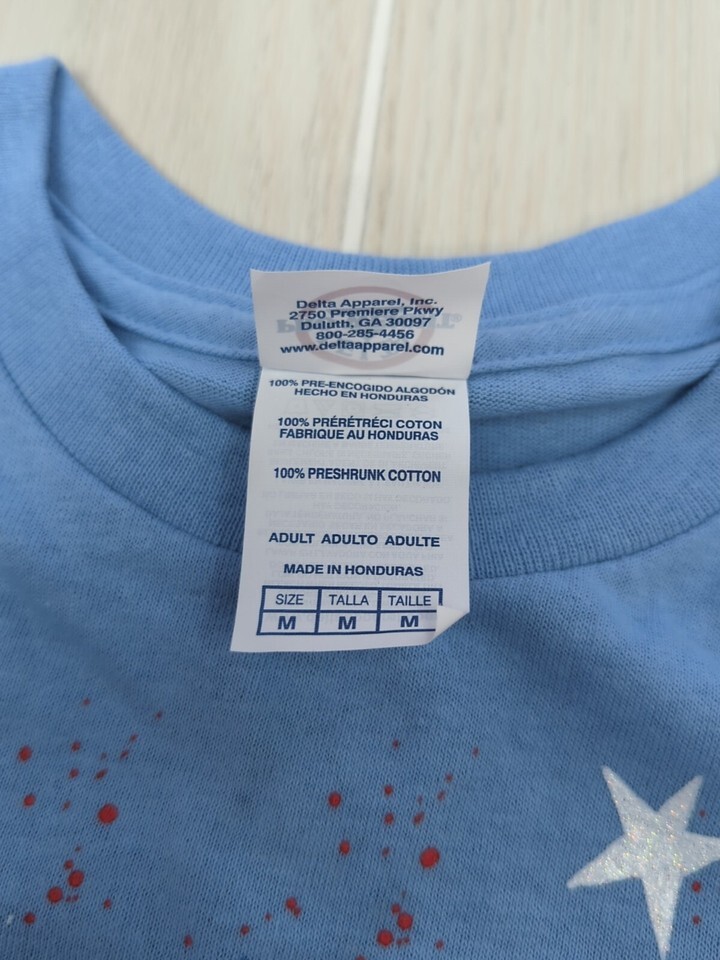 Delta Apparel, Inc.
2750 Premiere Pkwy
Duluth, GA 30097
800-285-4456
www.deltaapparel.com
100% PRE-ENCOGIDO ALGODÓN
HECHO EN HONDURAS
100% PRÉRÉTRÉCI COTON
FABRIQUE AU HONDURAS
100% PRESHRUNK COTTON
ADULT ADULTO ADULTE
MADE IN HONDURAS
SIZE TALLA TAILLE
M M M